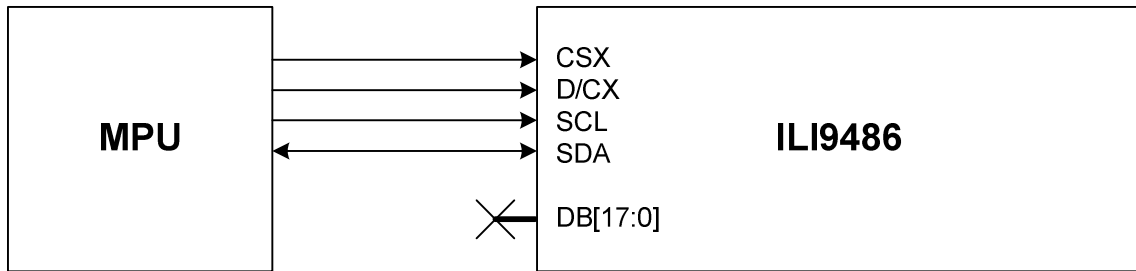 MPU
CSX
D/CX
SCL
SDA
DB[17:0]
ILI9486